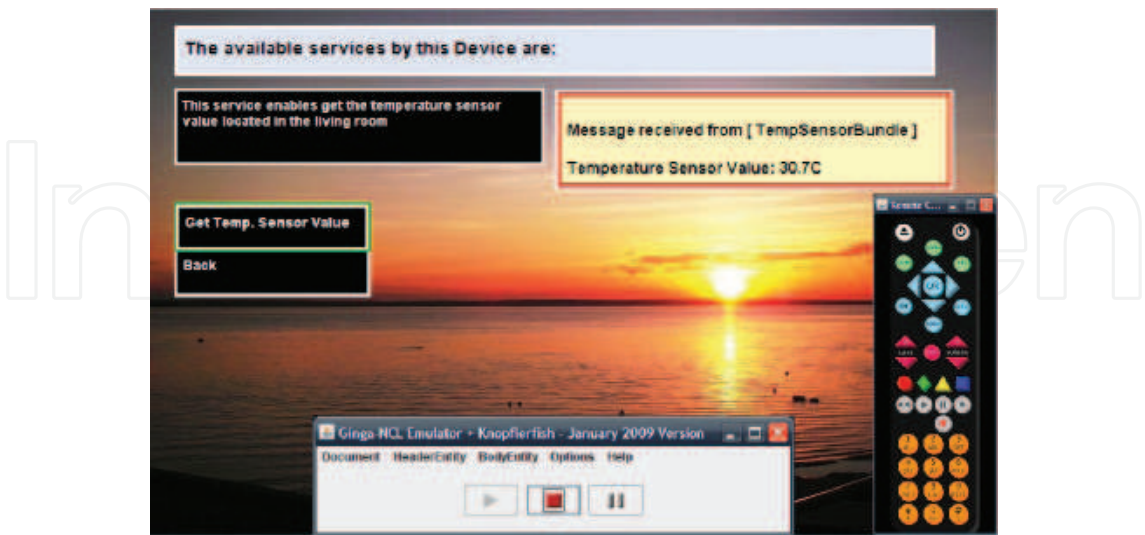 The available services by this Device are:
This service enables get the temperature sensor
value located in the living room
Message received from [ TempSensorBundle ]
Temperature Sensor Value: 30.7C
Get Temp. Sensor Value
Back
Remote C...
Ginga-NCL Emulator + Knopflerfish - January 2009 Version
Document HeaderEntity BodyEntity Options Help